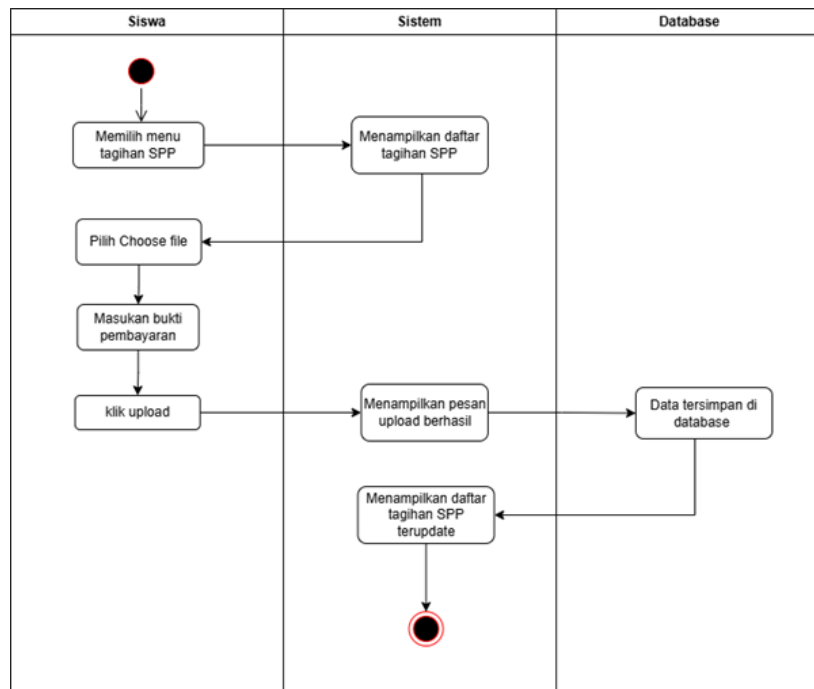 Siswa
Sistem
Database
Memilih menu
tagihan SPP
Menampilkan daftar
tagihan SPP
Pilih Choose file
Masukan bukti
pembayaran
klik upload
Menampilkan pesan
upload berhasil
Data tersimpan di
database
Menampilkan daftar
tagihan SPP
terupdate